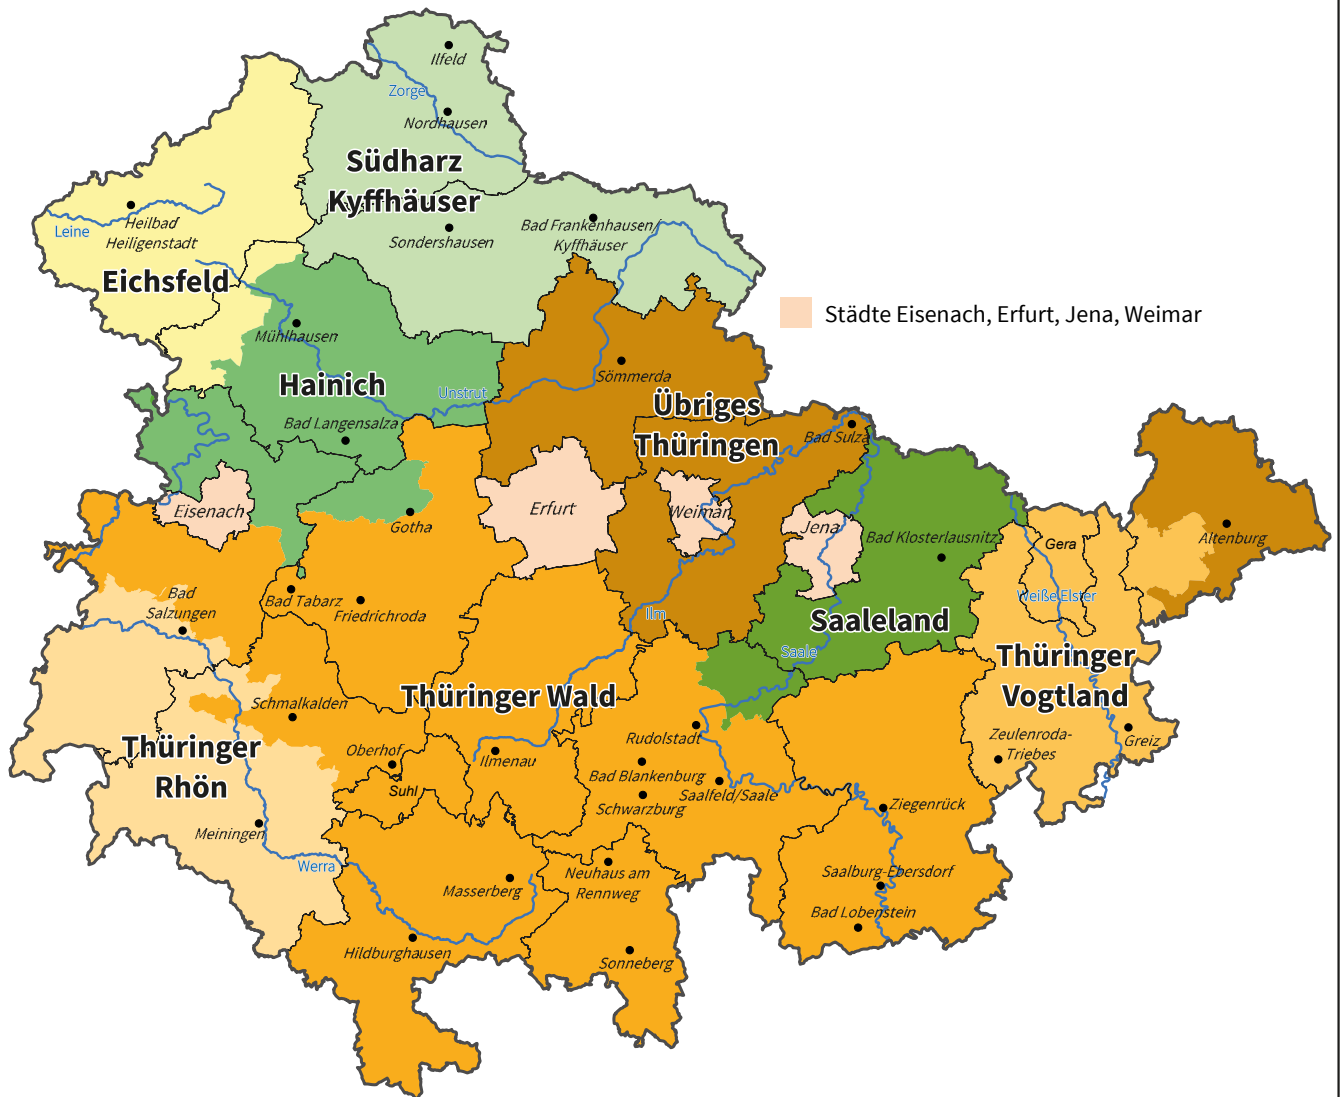 Ilfeld
Zorge
Nordhausen
Südharz
Kyffhäuser
Sondershausen
Bad Frankenhausen/
Kyffhäuser
Heilbad
Heiligenstadt
Leine
Eichsfeld
Städte Eisenach, Erfurt, Jena, Weimar
Mühlhausen
Hainich
Unstrut
Bad Langensalza
Sömmerda
Übriges
Thüringen
Bad Sulza
Eisenach
Gotha
Erfurt
Weimar
Jena
Bad Klosterlausnitz
Gera
Altenburg
Bad
Salzungen
Bad Tabarz
Friedrichroda
Ilm
Saaleland
Saale
Weiße Elster
Thüringer
Vogtland
Thüringer Wald
Schmalkalden
Thüringer
Rhön
Oberhof
Suhl
Ilmenau
Rudolstadt
Bad Blankenburg
Schwarzburg
Saalfeld/Saale
Zeulenroda-
Triebes
Greiz
Ziegenrück
Meiningen
Werra
Masserberg
Neuhaus am
Rennweg
Saalburg-Ebersdorf
Bad Lobenstein
Hildburghausen
Sonneberg